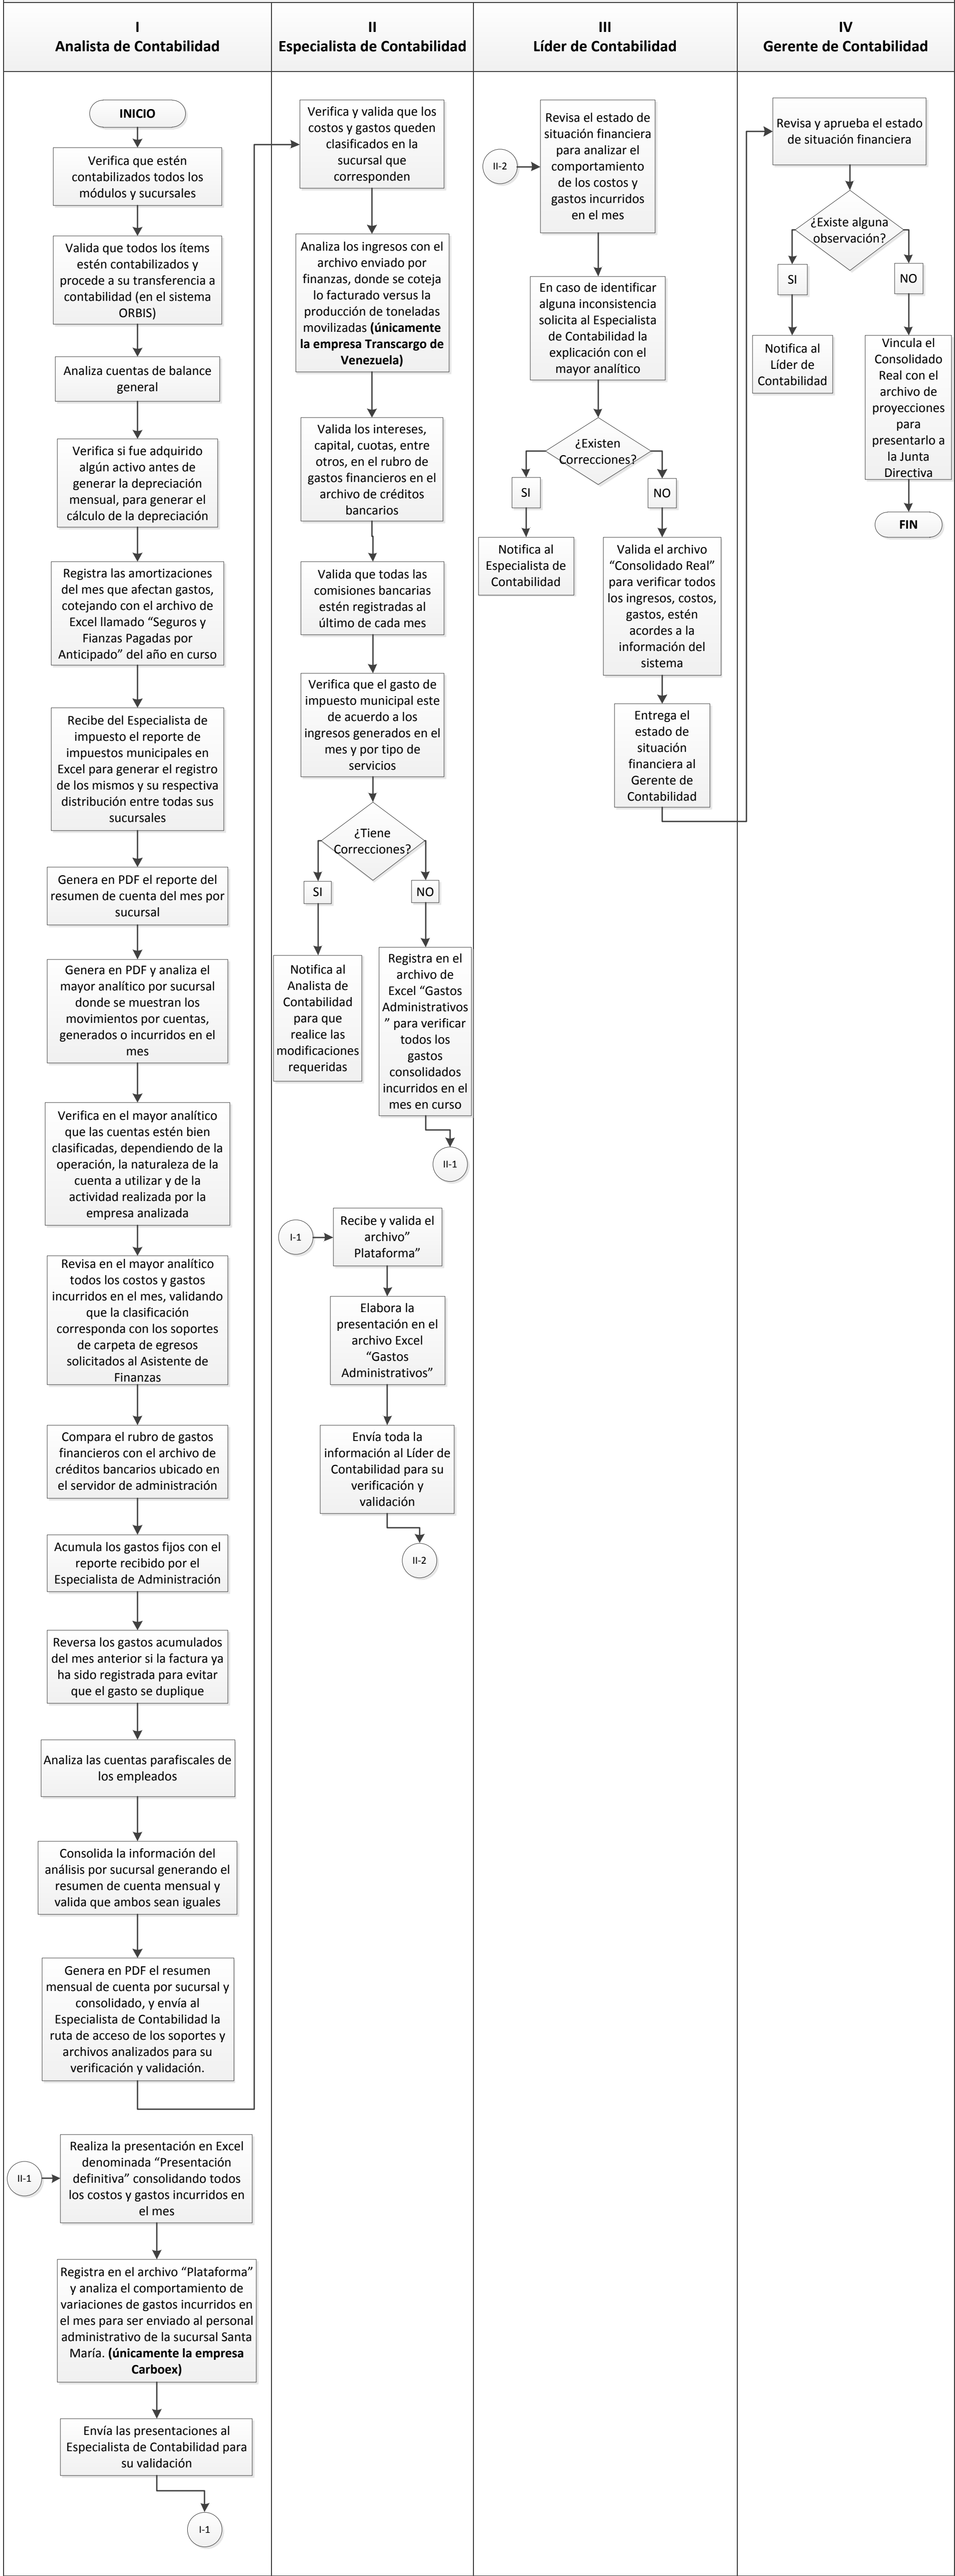 I
Analista de Contabilidad
II
Especialista de Contabilidad
III
Líder de Contabilidad
IV
Gerente de Contabilidad
INICIO
Verifica que estén
contabilizados todos los
módulos y sucursales
Valida que todos los ítems
estén contabilizados y
procede a su transferencia a
contabilidad (en el sistema
ORBIS)
Analiza cuentas de balance
general
Verifica si fue adquirido
algún activo antes de
generar la depreciación
mensual, para generar el
cálculo de la depreciación
Registra las amortizaciones
del mes que afectan gastos,
cotejando con el archivo de
Excel llamado “Seguros y
Fianzas Pagadas por
Anticipado” del año en curso
Recibe del Especialista de
impuesto el reporte de
impuestos municipales en
Excel para generar el registro
de los mismos y su respectiva
distribución entre todas sus
sucursales
Genera en PDF el reporte del
resumen de cuenta del mes por
sucursal
Genera en PDF y analiza el
mayor analítico por sucursal
donde se muestran los
movimientos por cuentas,
generados o incurridos en el
mes
Verifica en el mayor analítico
que las cuentas estén bien
clasificadas, dependiendo de la
operación, la naturaleza de la
cuenta a utilizar y de la
actividad realizada por la
empresa analizada
Revisa en el mayor analítico
todos los costos y gastos
incurridos en el mes, validando
que la clasificación
corresponda con los soportes
de carpeta de egresos
solicitados al Asistente de
Finanzas
Compara el rubro de gastos
financieros con el archivo de
créditos bancarios ubicado en
el servidor de administración
Acumula los gastos fijos con el
reporte recibido por el
Especialista de Administración
Reversa los gastos acumulados
del mes anterior si la factura ya
ha sido registrada para evitar
que el gasto se duplique
Analiza las cuentas parafiscales de
los empleados
Consolida la información del
análisis por sucursal generando el
resumen de cuenta mensual y
valida que ambos sean iguales
Genera en PDF el resumen
mensual de cuenta por sucursal y
consolidado, y envía al
Especialista de Contabilidad la
ruta de acceso de los soportes y
archivos analizados para su
verificación y validación.
II-1
Realiza la presentación en Excel
denominada “Presentación
definitiva” consolidando todos
los costos y gastos incurridos en
el mes
Registra en el archivo “Plataforma”
y analiza el comportamiento de
variaciones de gastos incurridos en
el mes para ser enviado al personal
administrativo de la sucursal Santa
María. (únicamente la empresa
Carboex)
Envía las presentaciones al
Especialista de Contabilidad para
su validación
I-1
Verifica y valida que los
costos y gastos queden
clasificados en la
sucursal que
corresponden
Analiza los ingresos con el
archivo enviado por
finanzas, donde se coteja
lo facturado versus la
producción de toneladas
movilizadas (únicamente
la empresa Transcargo de
Venezuela)
Valida los intereses,
capital, cuotas, entre
otros, en el rubro de
gastos financieros en el
archivo de créditos
bancarios
Valida que todas las
comisiones bancarias
estén registradas al
último de cada mes
Verifica que el gasto de
impuesto municipal este
de acuerdo a los
ingresos generados en el
mes y por tipo de
servicios
¿Tiene
Correcciones?
SI
NO
Notifica al
Analista de
Contabilidad
para que
realice las
modificaciones
requeridas
Registra en el
archivo de
Excel “Gastos
Administrativos
” para verificar
todos los
gastos
consolidados
incurridos en el
mes en curso
II-1
I-1
Recibe y valida el
archivo”
Plataforma”
Elabora la
presentación en el
archivo Excel
“Gastos
Administrativos”
Envía toda la
información al Líder de
Contabilidad para su
verificación y
validación
II-2
II-2
Revisa el estado de
situación financiera
para analizar el
comportamiento
de los costos y
gastos incurridos
en el mes
En caso de identificar
alguna inconsistencia
solicita al Especialista
de Contabilidad la
explicación con el
mayor analítico
¿Existen
Correcciones?
SI
NO
Notifica al
Especialista de
Contabilidad
Valida el archivo
“Consolidado Real”
para verificar todos
los ingresos, costos,
gastos, estén
acordes a la
información del
sistema
Entrega el
estado de
situación
financiera al
Gerente de
Contabilidad
Revisa y aprueba el estado
de situación financiera
¿Existe alguna
observación?
SI
NO
Notifica al
Líder de
Contabilidad
Vincula el
Consolidado
Real con el
archivo de
proyecciones
para
presentarlo a
la Junta
Directiva
FIN